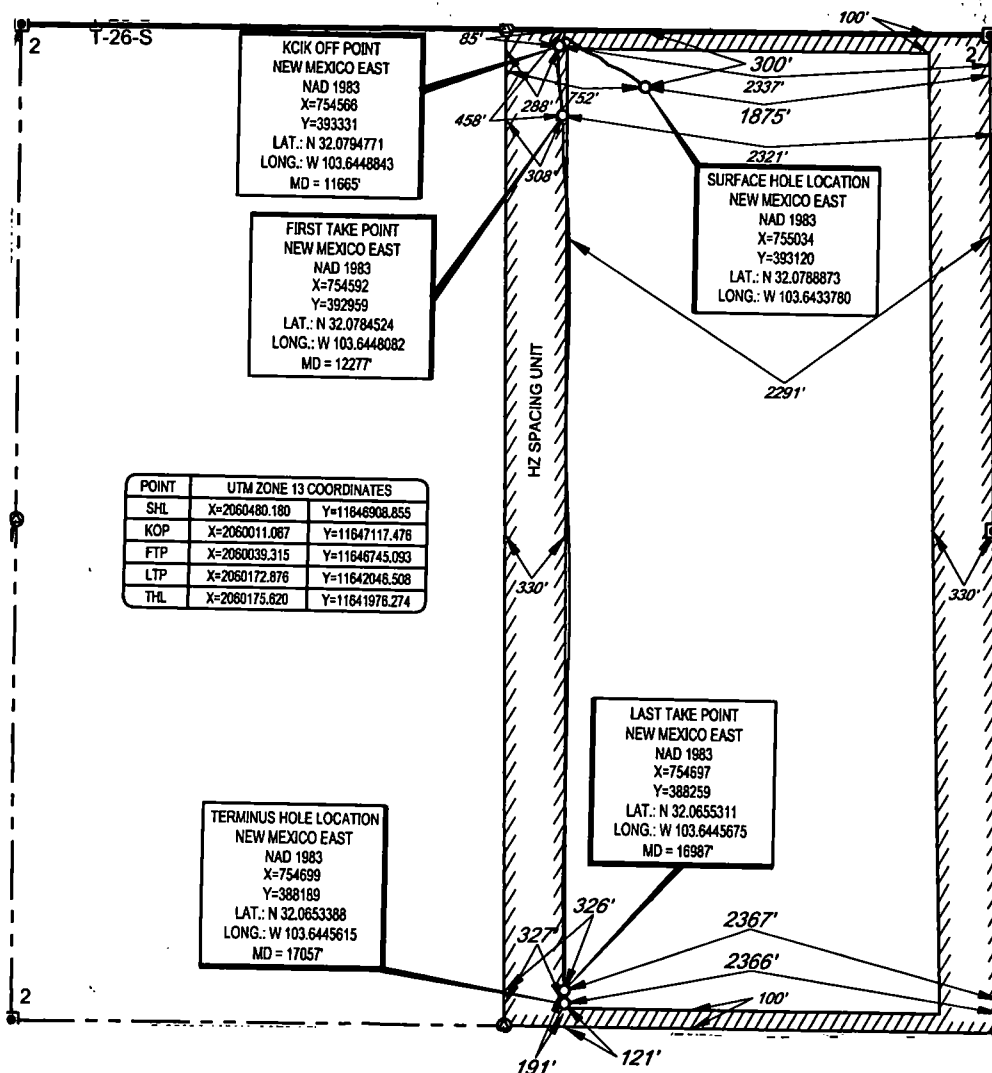 T-26-S
100'
2
2
85'
KCIK OFF POINT
NEW MEXICO EAST
NAD 1983
X=754566
Y=393331
LAT.: N 32.0794771
LONG.: W 103.6448843
MD = 11665'
300'
2337'
288'
752'
1875'
458'
2321'
308'
SURFACE HOLE LOCATION
NEW MEXICO EAST
NAD 1983
X=755034
Y=393120
LAT.: N 32.0788873
LONG.: W 103.6433780
FIRST TAKE POINT
NEW MEXICO EAST
NAD 1983
X=754592
Y=392959
LAT.: N 32.0784524
LONG.: W 103.6448082
MD = 12277'
2291'
HZ SPACING UNIT
POINT UTM ZONE 13 COORDINATES
SHL X=2060480.180 Y=11646908.855
KOP X=2060011.067 Y=11647117.476
FTP X=2060039.315 Y=11646745.093
LTP X=2060172.876 Y=11642046.508
THL X=2060175.620 Y=11641976.274
330'
330'
LAST TAKE POINT
NEW MEXICO EAST
NAD 1983
X=754697
Y=388259
LAT.: N 32.0655311
LONG.: W 103.6445675
MD = 16987'
TERMINUS HOLE LOCATION
NEW MEXICO EAST
NAD 1983
X=754699
Y=388189
LAT.: N 32.0653388
LONG.: W 103.6445615
MD = 17057'
326'
327'
2367'
2366'
100'
2
191'
121'